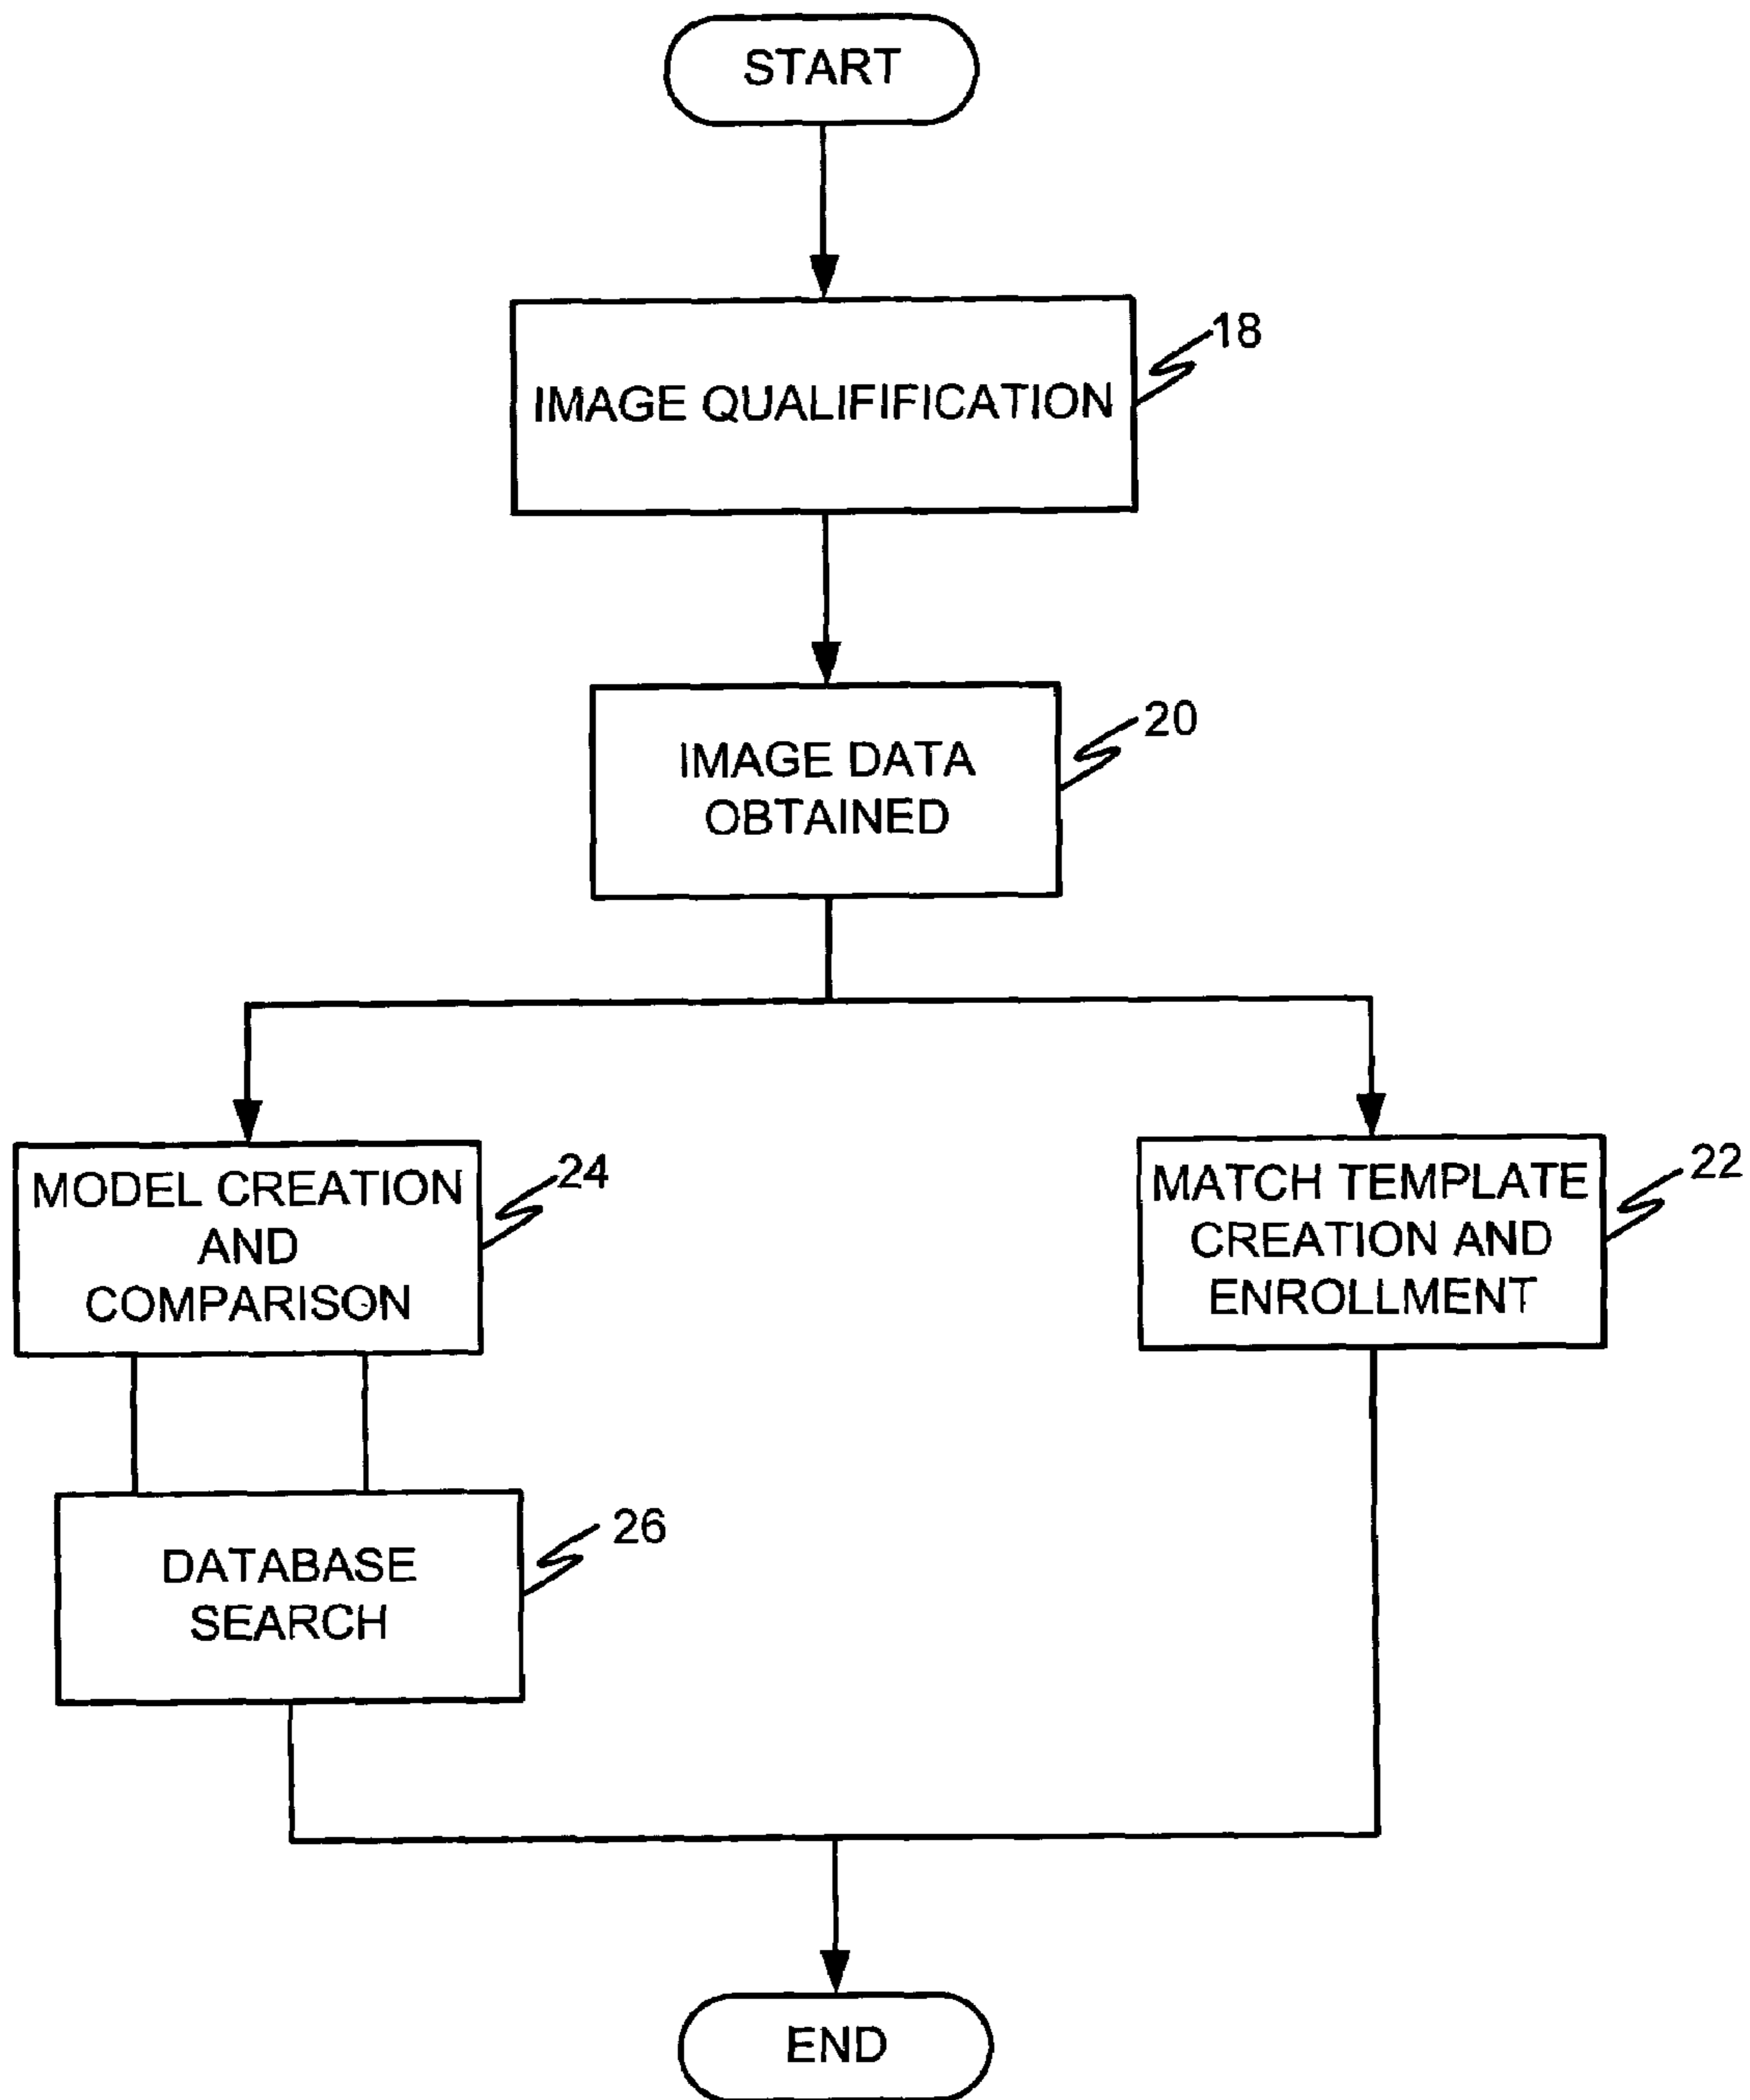 START
IMAGE QUALIFIFICATION
18
IMAGE DATA
OBTAINED
20
MODEL CREATION
AND
COMPARISON
24
MATCH TEMPLATE
CREATION AND
ENROLLMENT
22
DATABASE
SEARCH
26
END